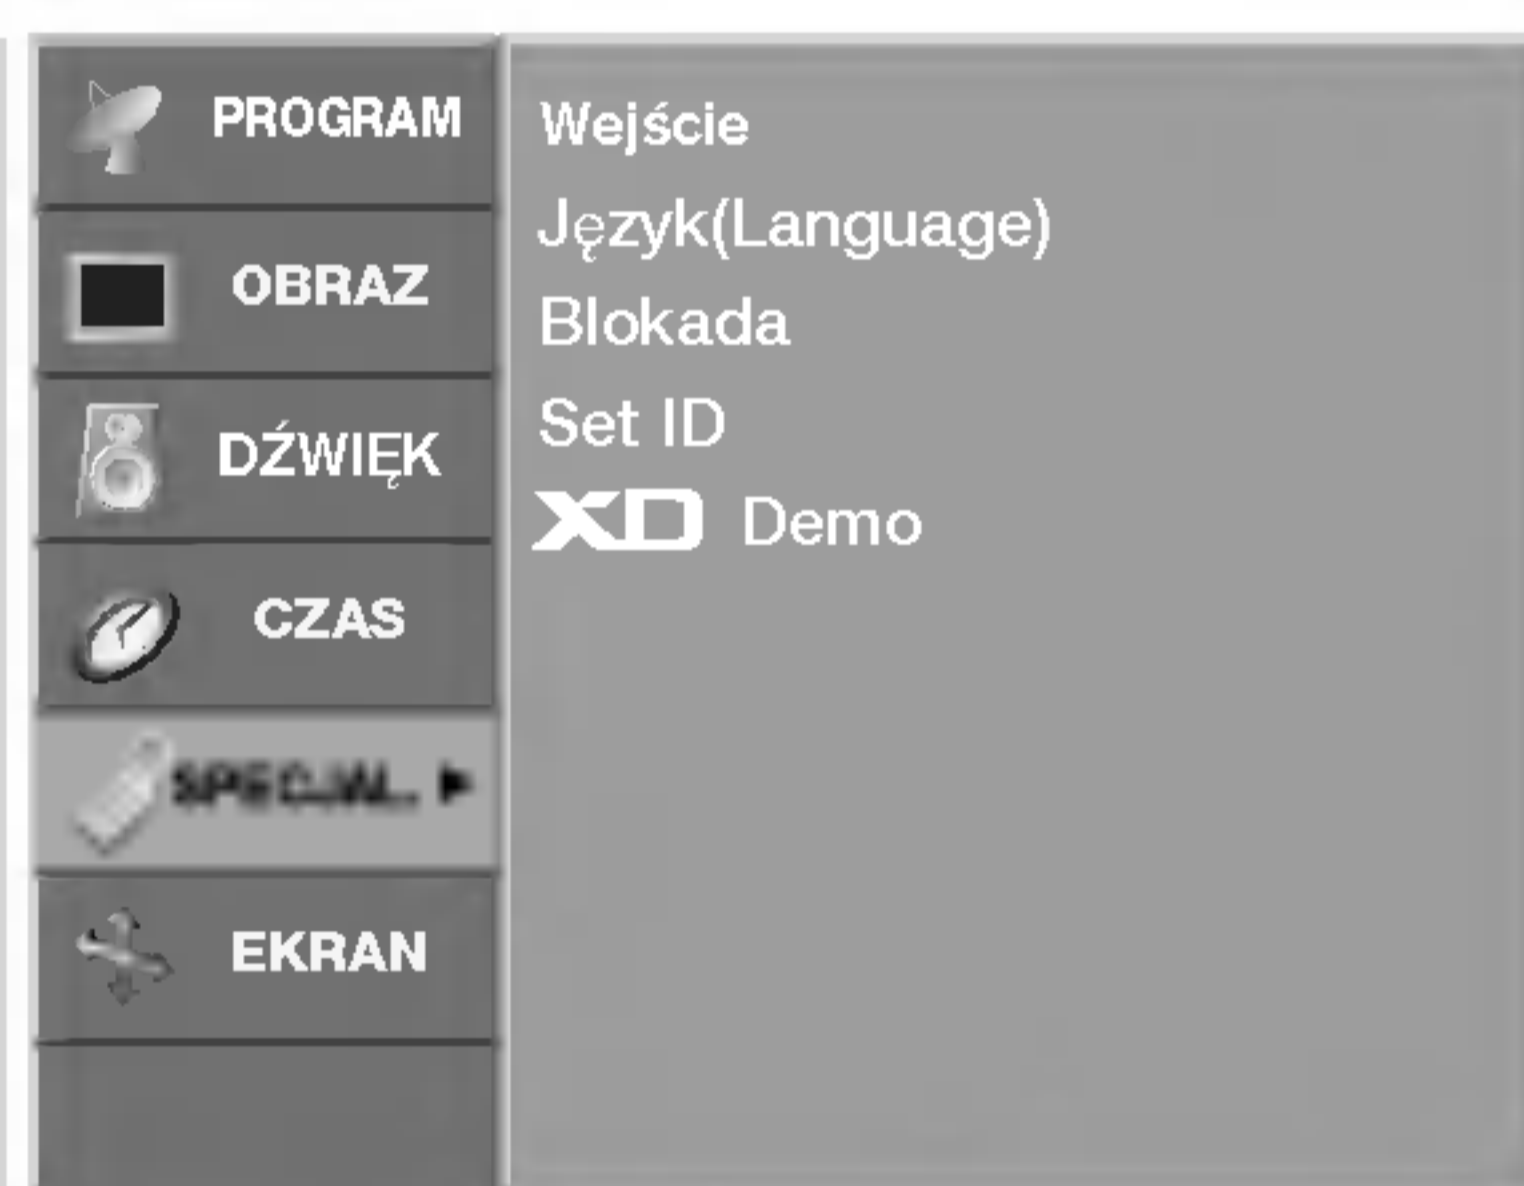 PROGRAM
OBRAZ
DŹWIĘK
CZAS
SPECJAL.
EKRAN
Wejście
Język(Language)
Blokada
Set ID
XD Demo